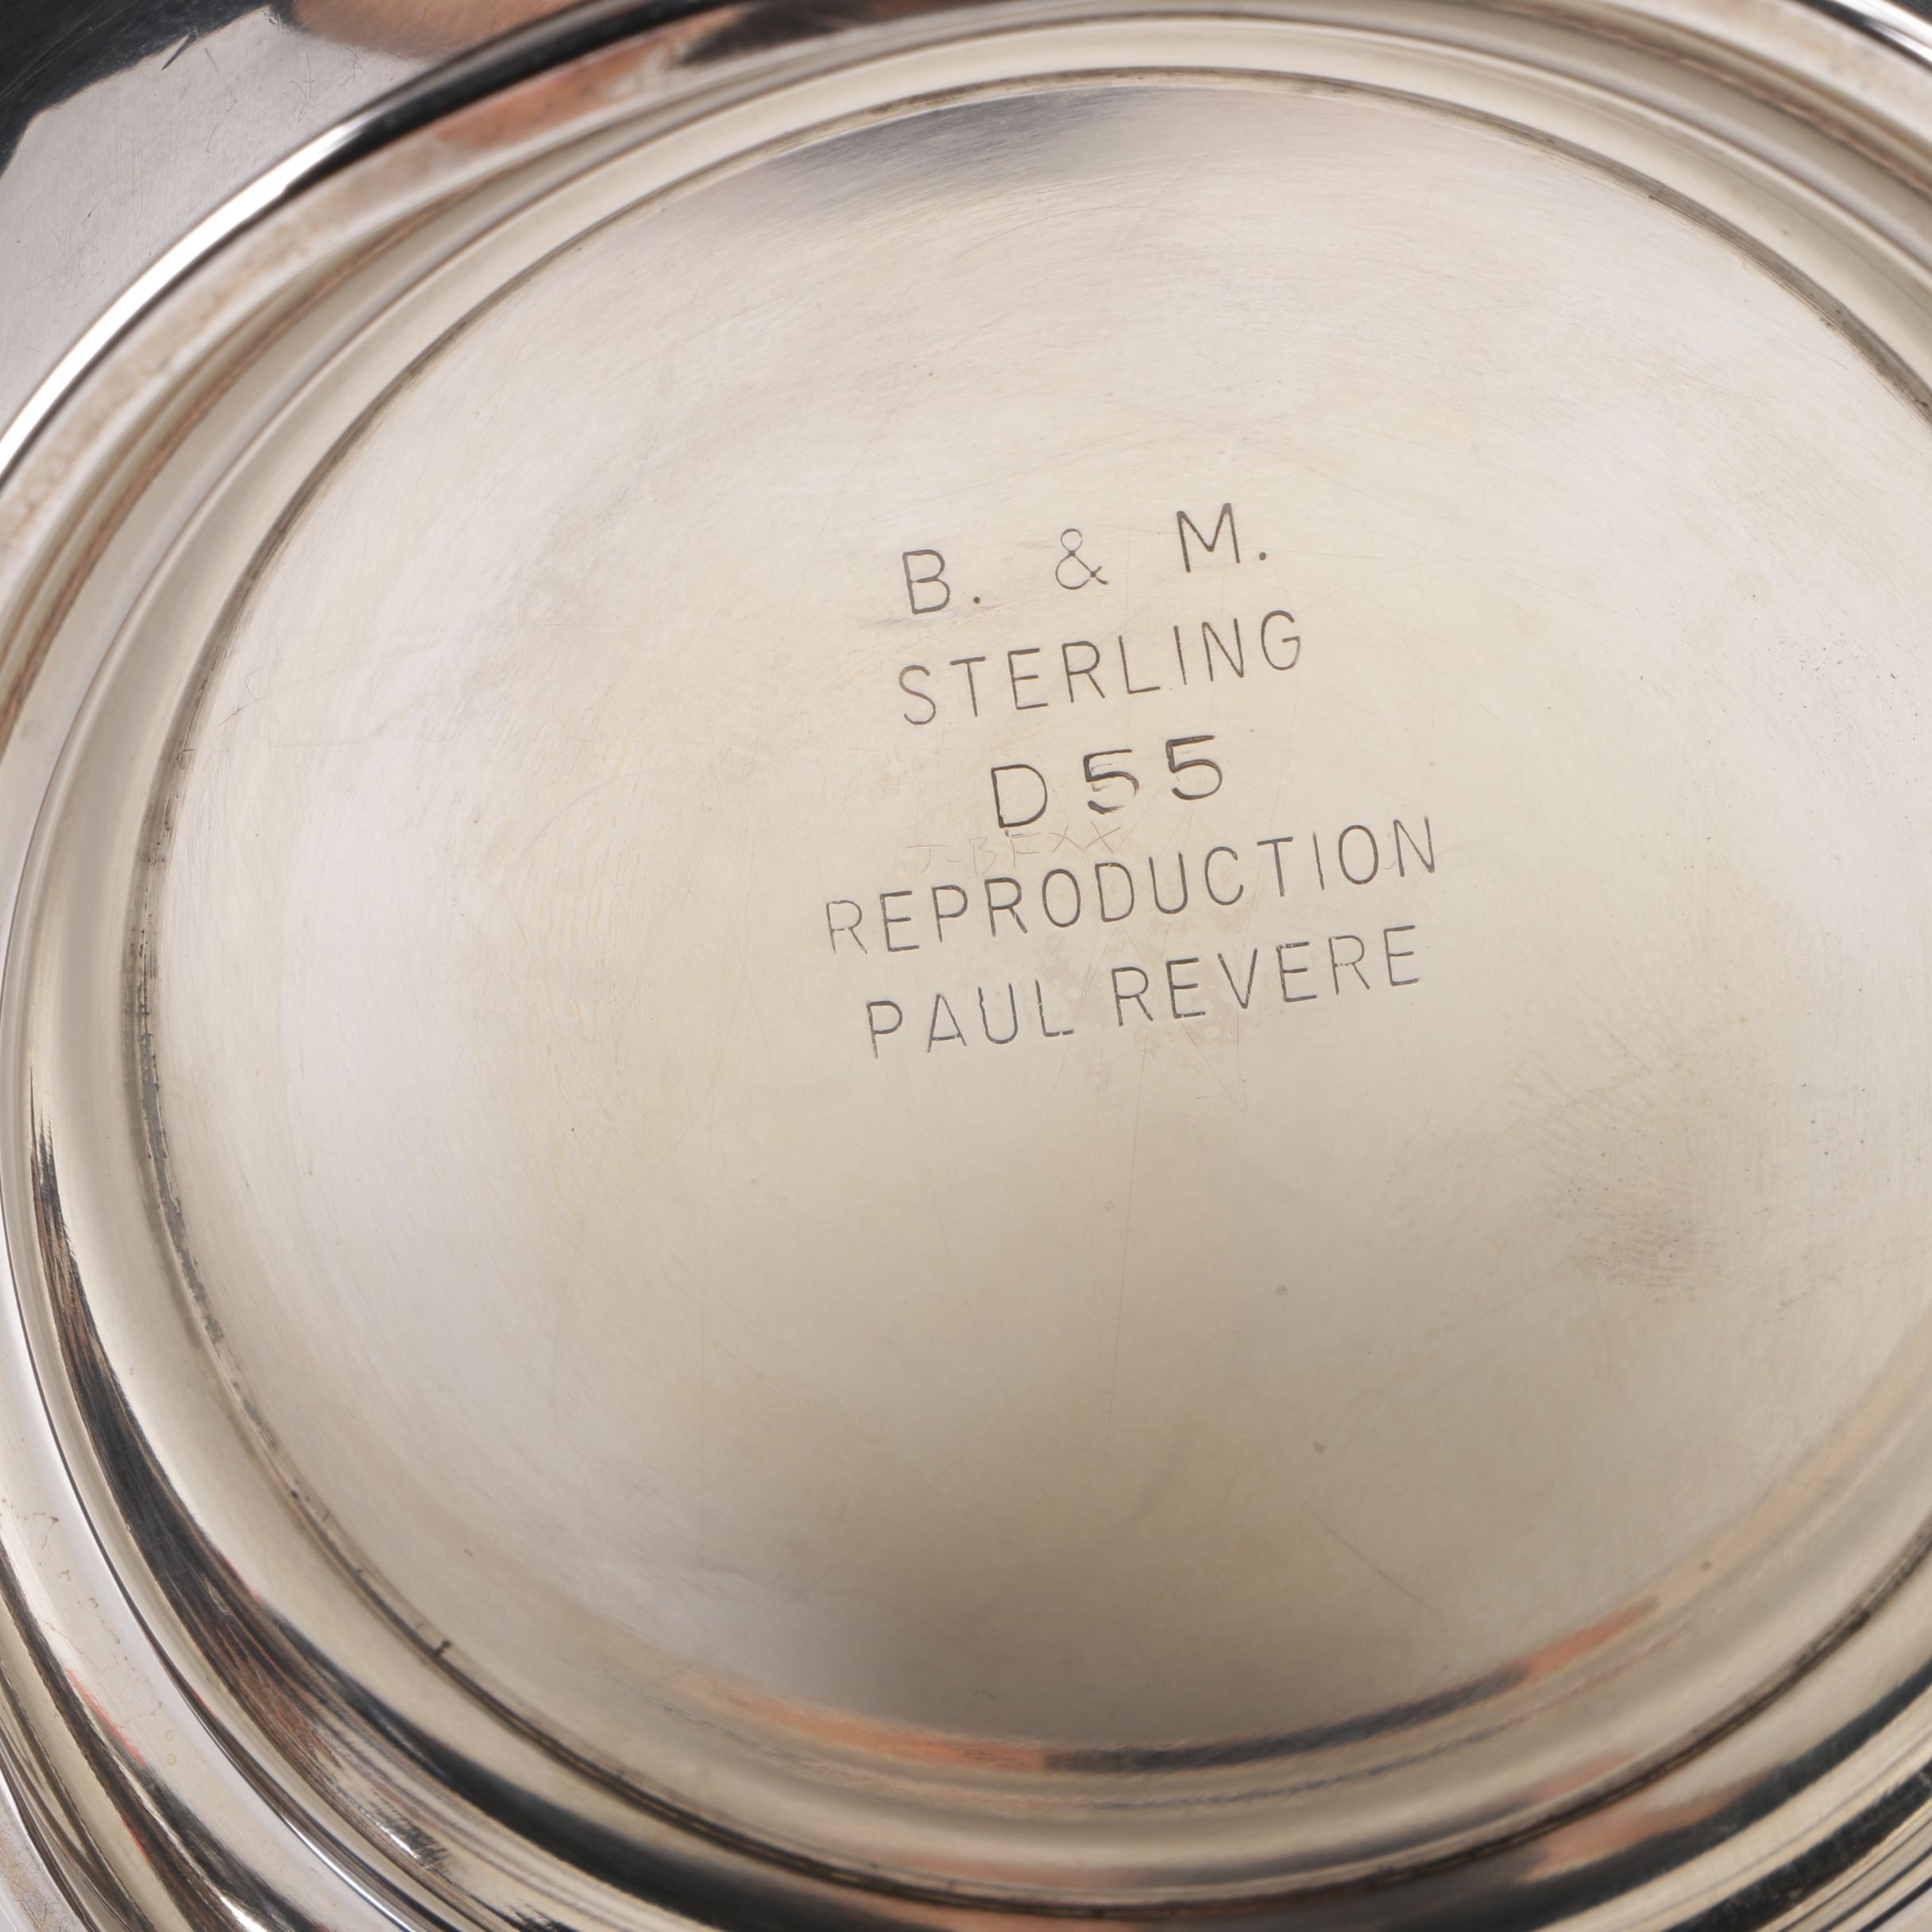 B. & M.
STERLING
D55
REPRODUCTION
PAUL REVERE